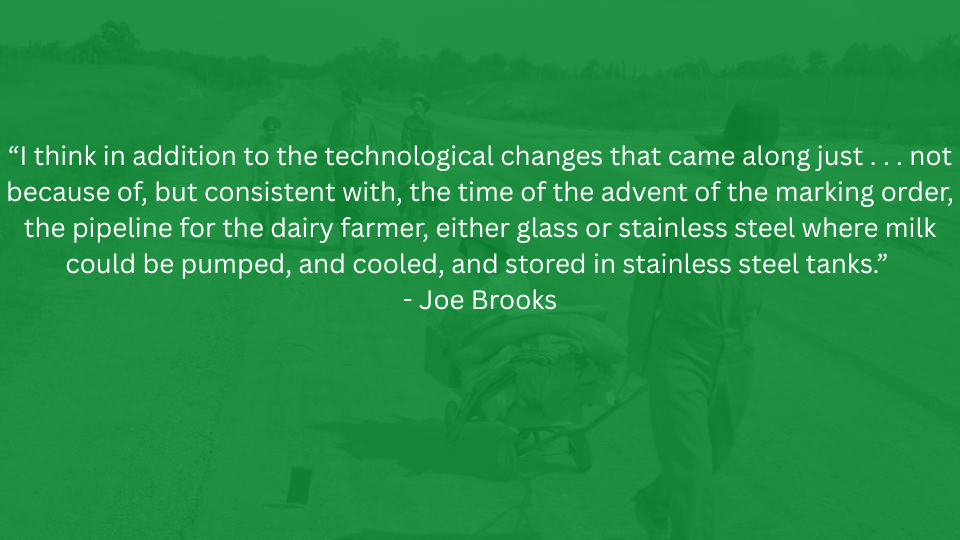 “I think in addition to the technological changes that came along just . . . not
because of, but consistent with, the time of the advent of the marking order,
the pipeline for the dairy farmer, either glass or stainless steel where milk
could be pumped, and cooled, and stored in stainless steel tanks.”
- Joe Brooks